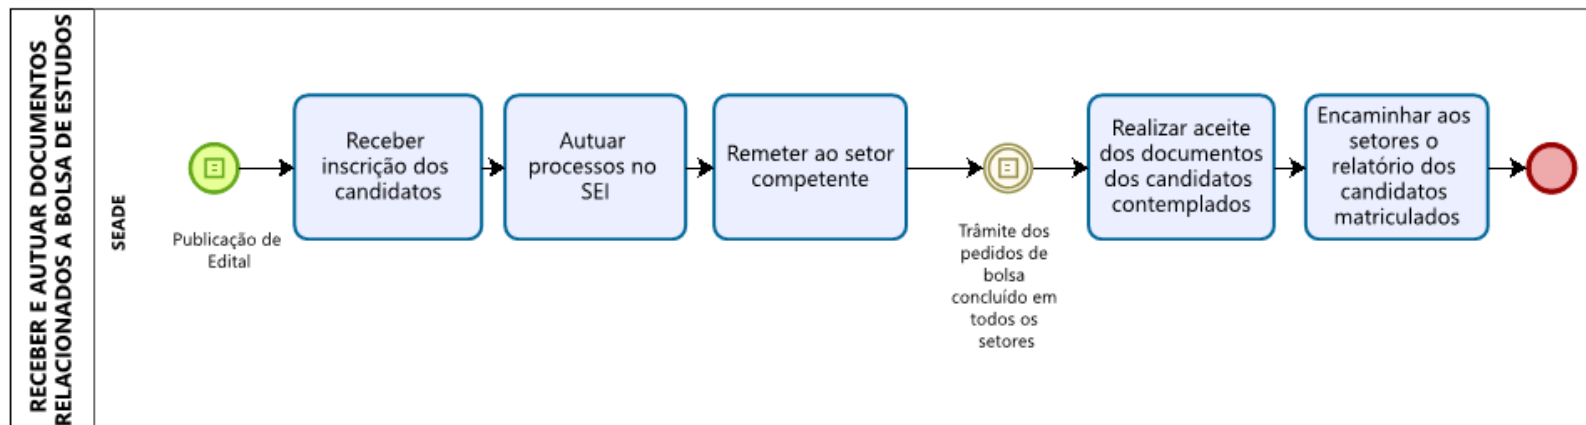 RECEBER E AUTUAR DOCUMENTOS
RELACIONADOS A BOLSA DE ESTUDOS
SEADE
Publicação de
Edital
Receber
inscrição dos
candidatos
Autuar
processos no
SEI
Remeter ao setor
competente
Trâmite dos
pedidos de
bolsa
concluído em
todos os
setores
Realizar aceite
dos documentos
dos candidatos
contemplados
Encaminhar aos
setores o
relatório dos
candidatos
matriculados